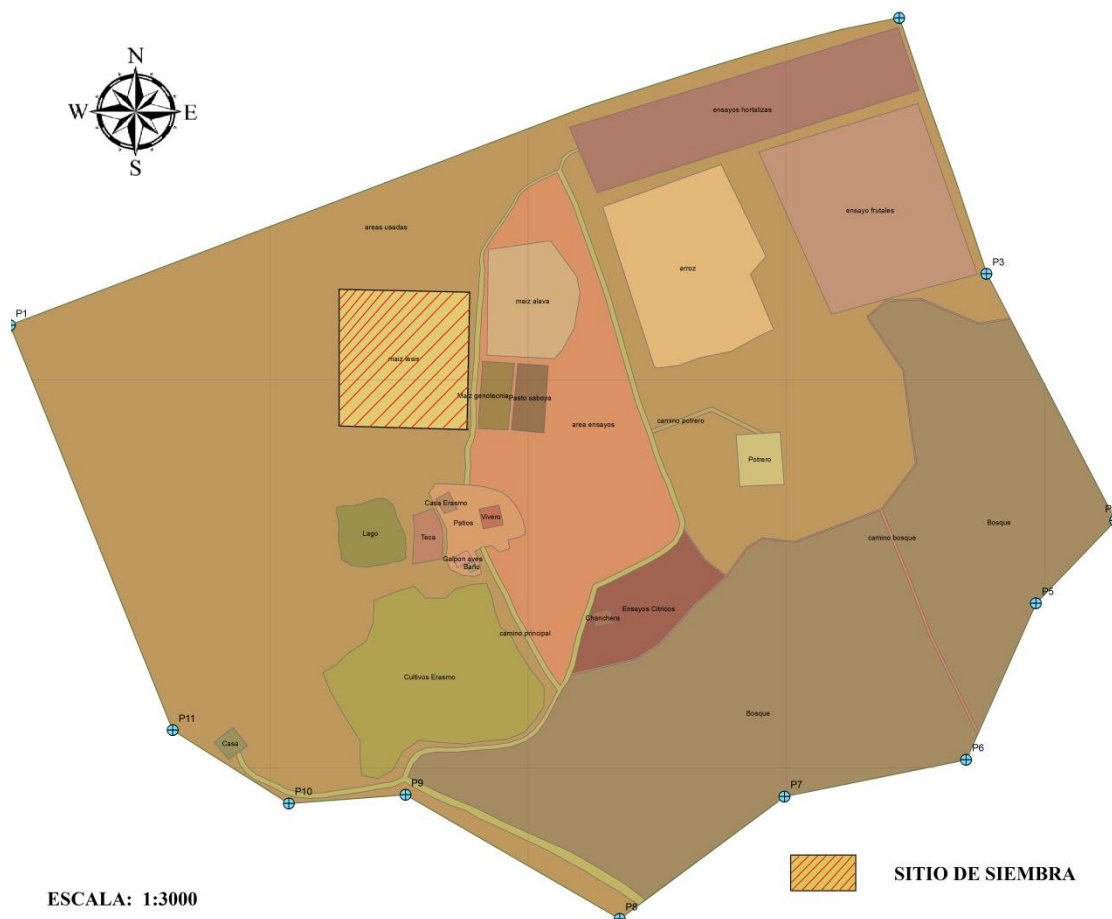 N
W
E
S
ensayos hortalizas
ensayo frutales
areas usadas
arroz
P3
maiz alava
P1
maiz tesis
Maiz genotecnia
Pasto saboya
camino potrero
area ensayos
Potrero
Casa Erasmo
Vivero
Patios
Bosque
Lago
Teca
camino bosque
Galpon aves
Baño
P5
Ensayos Citricos
Chanchera
camino principal
Cultivos Erasmo
Bosque
P11
Casa
P6
P9
P7
P10
SITIO DE SIEMBRA
ESCALA: 1:3000
P8